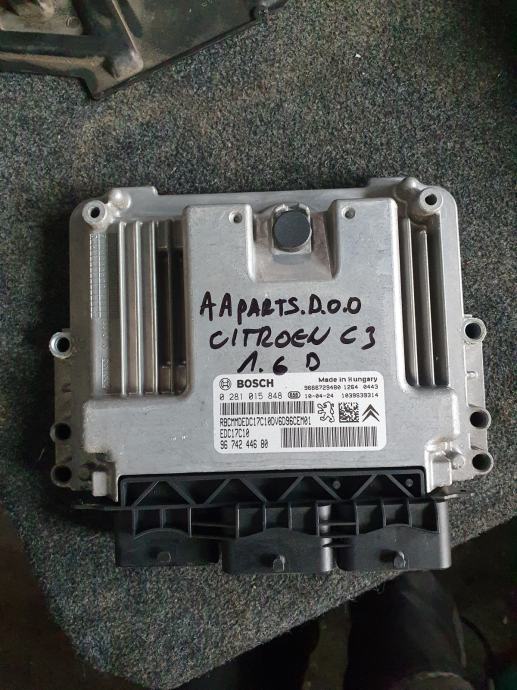 A A PARTS.D.O.O
CITROEN C3
1.6 D
BOSCH
Made in Hungary
9666729480 1264 0443
0 281 015 848 10-04-24 1039S39314
RBCMMDEDC17C10DV6D96CEM01
EDC17C10
96 742 446 80